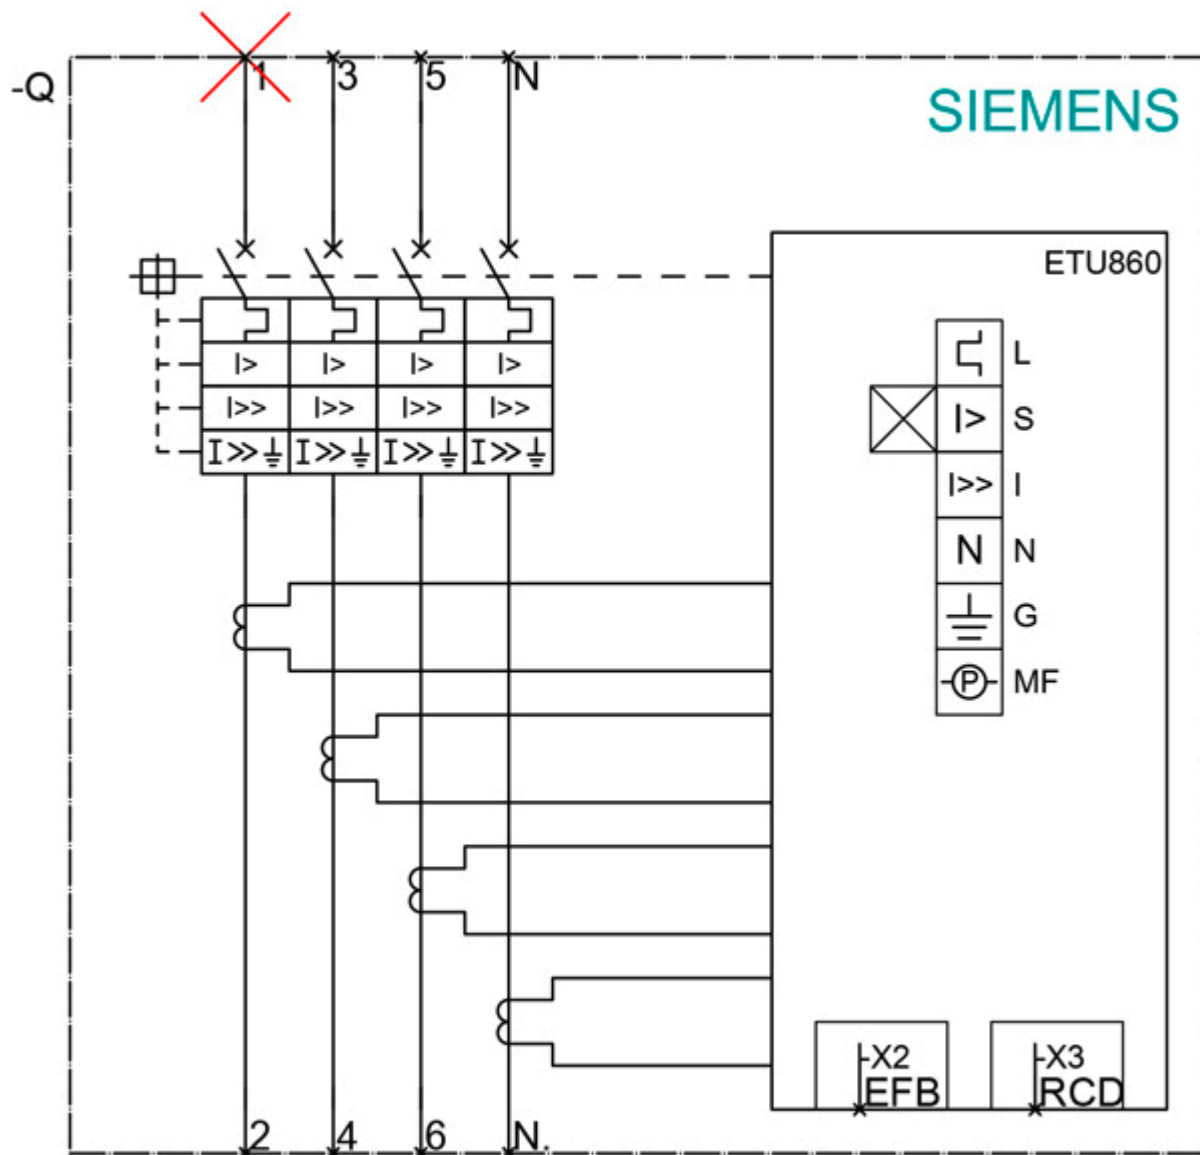 1 3 5 N
-Q
SIEMENS
ETU860
L
I> I> I> I> I> S
I>> I>> I>> I>> I>> I
I>> I>> I>> I>>
N N
G
P MF
-X2 -X3
EFB RCD
2 4 6 N.